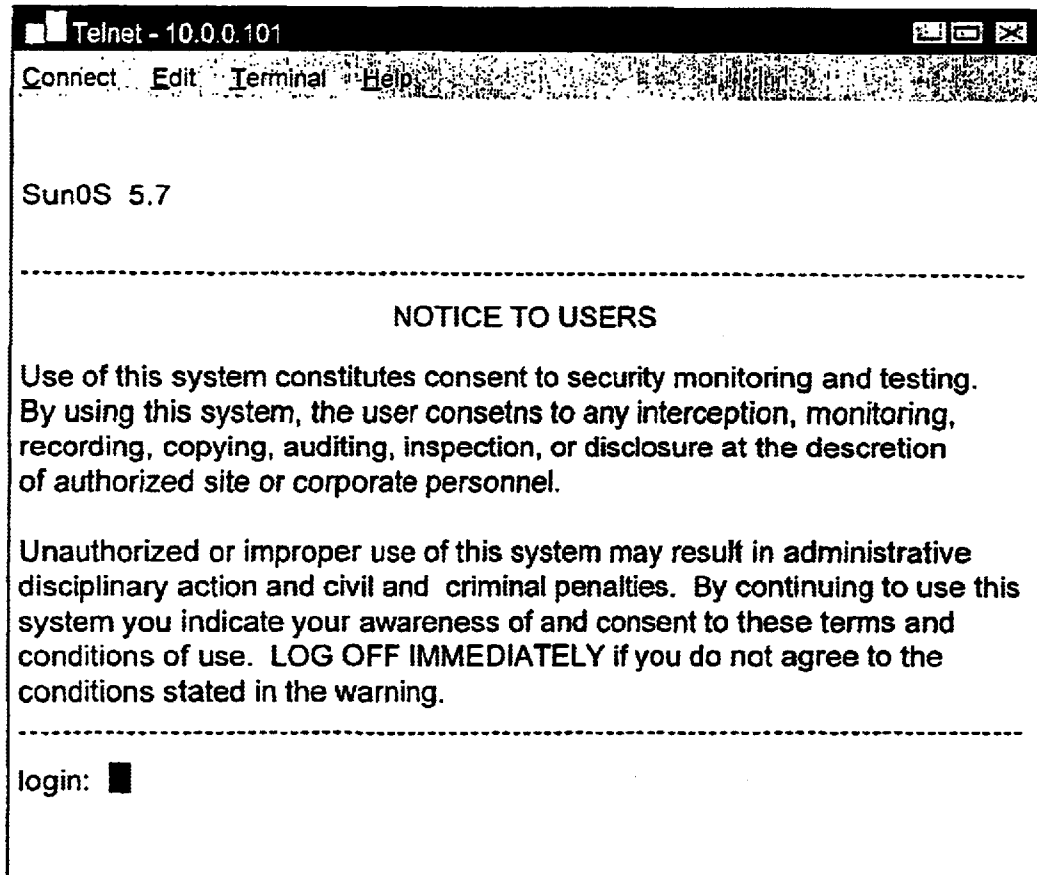 Telnet - 10.0.0.101
Connect Edit Terminal Help
Sun0S 5.7
NOTICE TO USERS
Use of this system constitutes consent to security monitoring and testing.
By using this system, the user consetns to any interception, monitoring,
recording, copying, auditing, inspection, or disclosure at the descretion
of authorized site or corporate personnel.
Unauthorized or improper use of this system may result in administrative
disciplinary action and civil and criminal penalties. By continuing to use this
system you indicate your awareness of and consent to these terms and
conditions of use. LOG OFF IMMEDIATELY if you do not agree to the
conditions stated in the warning.
login: